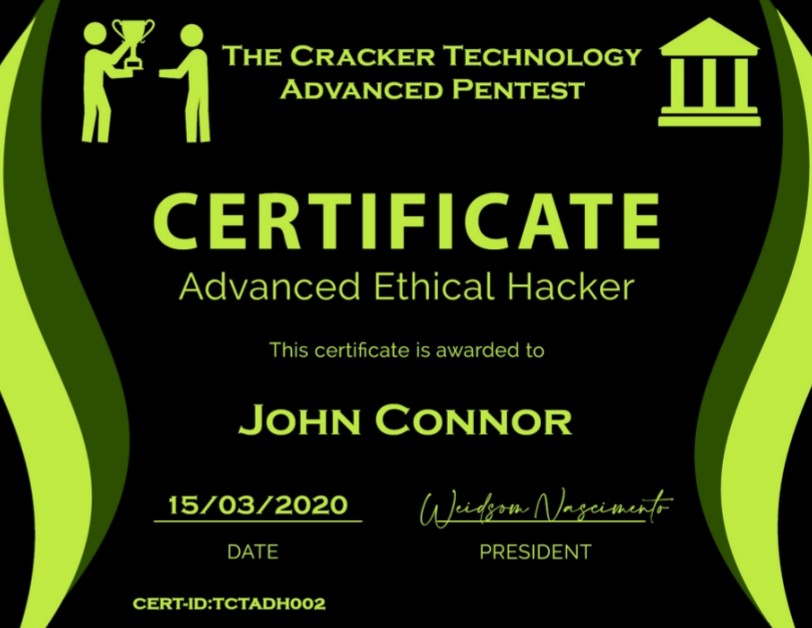 THE CRACKER TECHNOLOGY
ADVANCED PENTEST
CERTIFICATE
Advanced Ethical Hacker
This certificate is awarded to
JOHN CONNOR
15/03/2020
Weidsom Nascimento
DATE
PRESIDENT
CERT-ID:TCTADH002